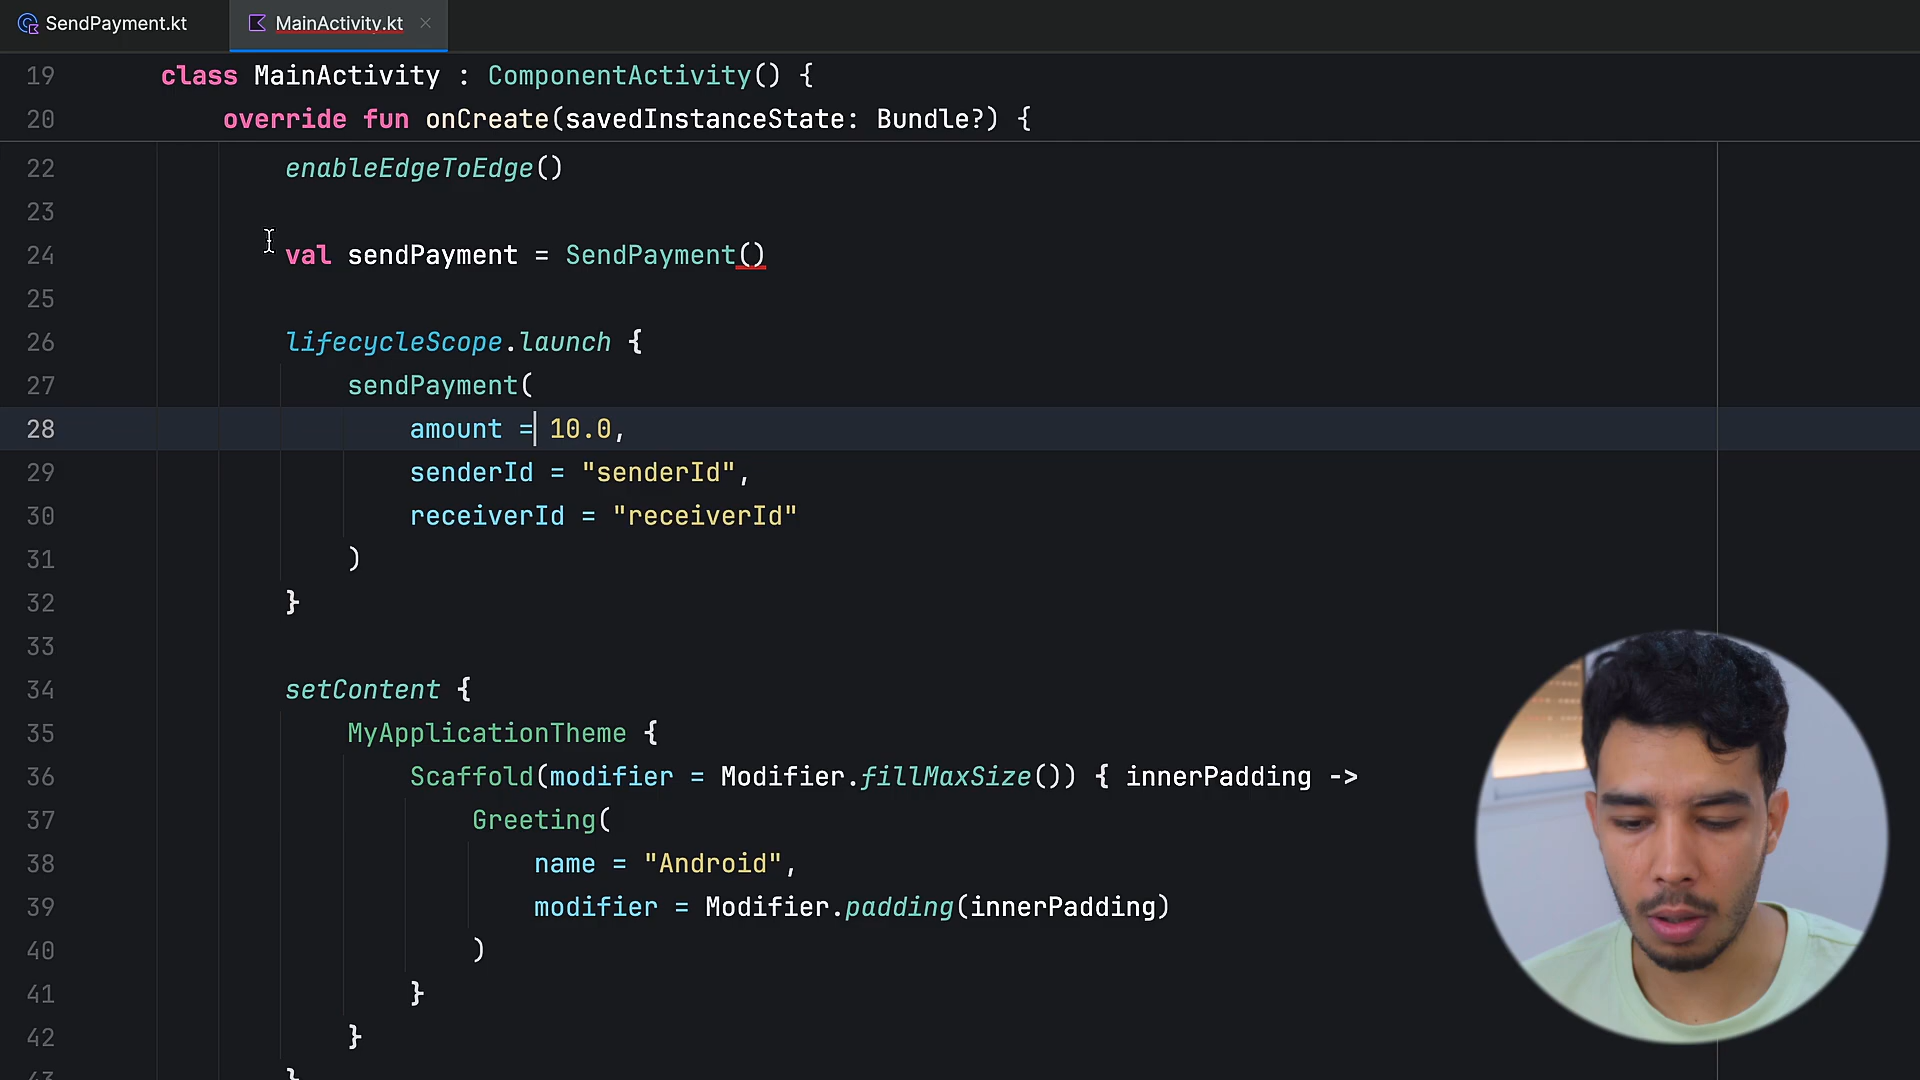 SendPayment.kt
MainActivity.kt
19 class MainActivity : ComponentActivity() {
20 override fun onCreate(savedInstanceState: Bundle?) {
22 enableEdgeToEdge()
23
24 val sendPayment = SendPayment()
25
26 lifecycleScope.launch {
27 sendPayment(
28 amount = 10.0,
29 senderId = "senderId",
30 receiverId = "receiverId"
31 )
32 }
33
34 setContent {
35 MyApplicationTheme {
36 Scaffold(modifier = Modifier.fillMaxSize()) { innerPadding ->
37 Greeting(
38 name = "Android",
39 modifier = Modifier.padding(innerPadding)
40 )
41 }
42 }
43 }